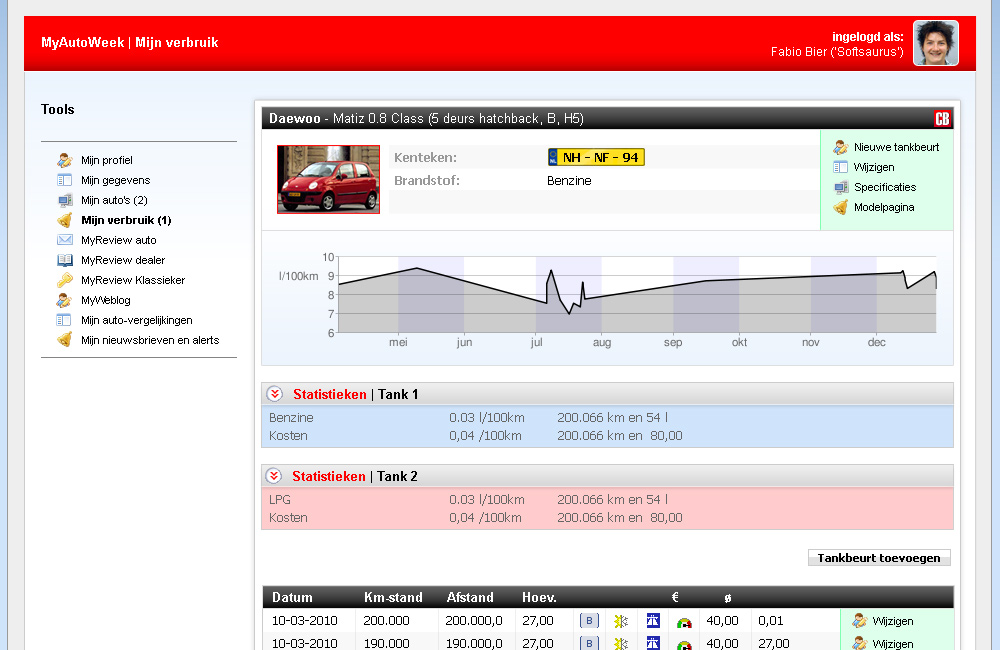 MyAutoWeek | Mijn verbruik
ingelogd als:
Fabio Bier ('Softsaurus')
Tools
Mijn profiel
Mijn gegevens
Mijn auto's (2)
Mijn verbruik (1)
MyReview auto
MyReview dealer
MyReview Klassieker
MyWeblog
Mijn auto-vergelijkingen
Mijn nieuwsbrieven en alerts
Daewoo - Matiz 0.8 Class (5 deurs hatchback, B, H5)
CB
Kenteken: NL NH - NF - 94
Brandstof: Benzine
Nieuwe tankbeurt
Wijzigen
Specificaties
Modelpagina
l/100km
10
9
8
7
6
mei jun jul aug sep okt nov dec
Statistieken | Tank 1
Benzine 0.03 l/100km 200.066 km en 54 l
Kosten 0,04 /100km 200.066 km en 80,00
Statistieken | Tank 2
LPG 0.03 l/100km 200.066 km en 54 l
Kosten 0,04 /100km 200.066 km en 80,00
Tankbeurt toevoegen
Datum Km-stand Afstand Hoev. € ø
10-03-2010 200.000 200.000,0 27,00 B 40,00 0,01 Wijzigen
10-03-2010 190.000 190.000,0 27,00 B 40,00 27,00 Wijzigen